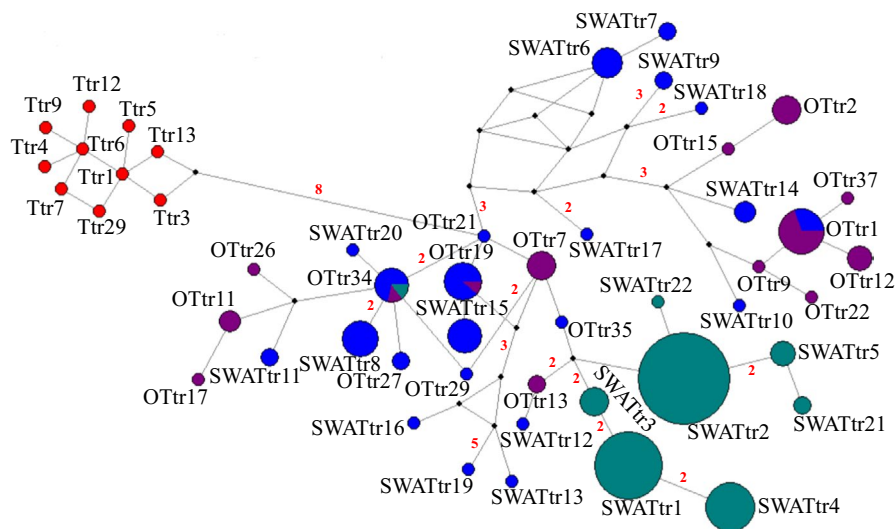 SWATtr7
SWATtr6
SWATtr9
3
2
SWATtr18
OTtr2
OTtr15
Ttr12
Ttr9
Ttr5
Ttr13
Ttr6
Ttr4
Ttr1
Ttr7
Ttr3
Ttr29
8
3
3
2
SWATtr14
OTtr37
OTtr1
OTtr21
SWATtr20
2
OTtr19
OTtr7
SWATtr17
OTtr26
OTtr34
OTtr9
OTtr12
SWATtr22
OTtr22
OTtr11
2
SWATtr15
2
SWATtr10
OTtr35
3
SWATtr5
SWATtr11
SWATtr8
OTtr27
OTtr29
2
2
2
OTtr17
OTtr13
SWATtr3
SWATtr21
SWATtr16
SWATtr12
2
SWATtr2
5
SWATtr19
SWATtr13
SWATtr1
2
SWATtr4